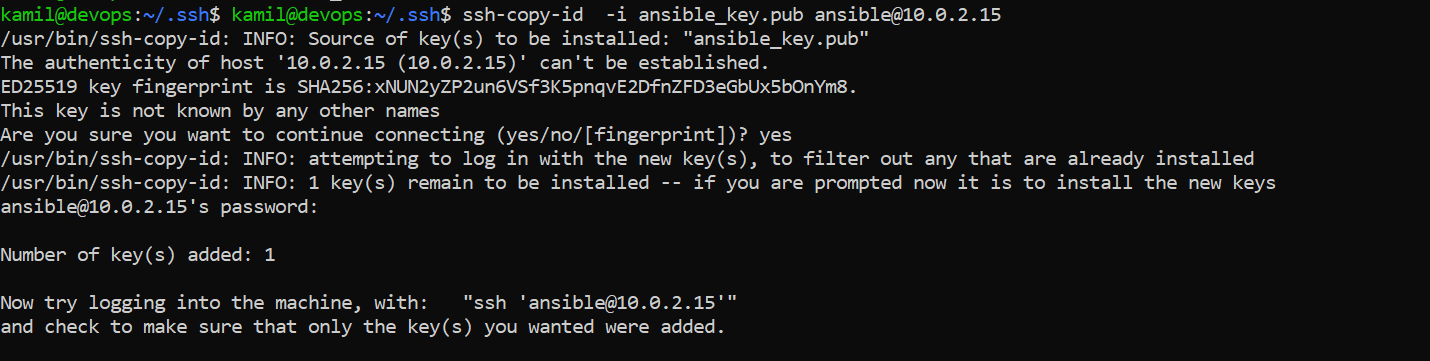 kamil@devops:~/.ssh$ kamil@devops:~/.ssh$ ssh-copy-id  -i ansible_key.pub ansible@10.0.2.15
/usr/bin/ssh-copy-id: INFO: Source of key(s) to be installed: "ansible_key.pub"
The authenticity of host '10.0.2.15 (10.0.2.15)' can't be established.
ED25519 key fingerprint is SHA256:xNUN2yZP2un6VSf3K5pnqvE2DfnZFD3eGbUx5bOnYm8.
This key is not known by any other names
Are you sure you want to continue connecting (yes/no/[fingerprint])? yes
/usr/bin/ssh-copy-id: INFO: attempting to log in with the new key(s), to filter out any that are already installed
/usr/bin/ssh-copy-id: INFO: 1 key(s) remain to be installed -- if you are prompted now it is to install the new keys
ansible@10.0.2.15's password:
Number of key(s) added: 1
Now try logging into the machine, with:   "ssh 'ansible@10.0.2.15'"
and check to make sure that only the key(s) you wanted were added.